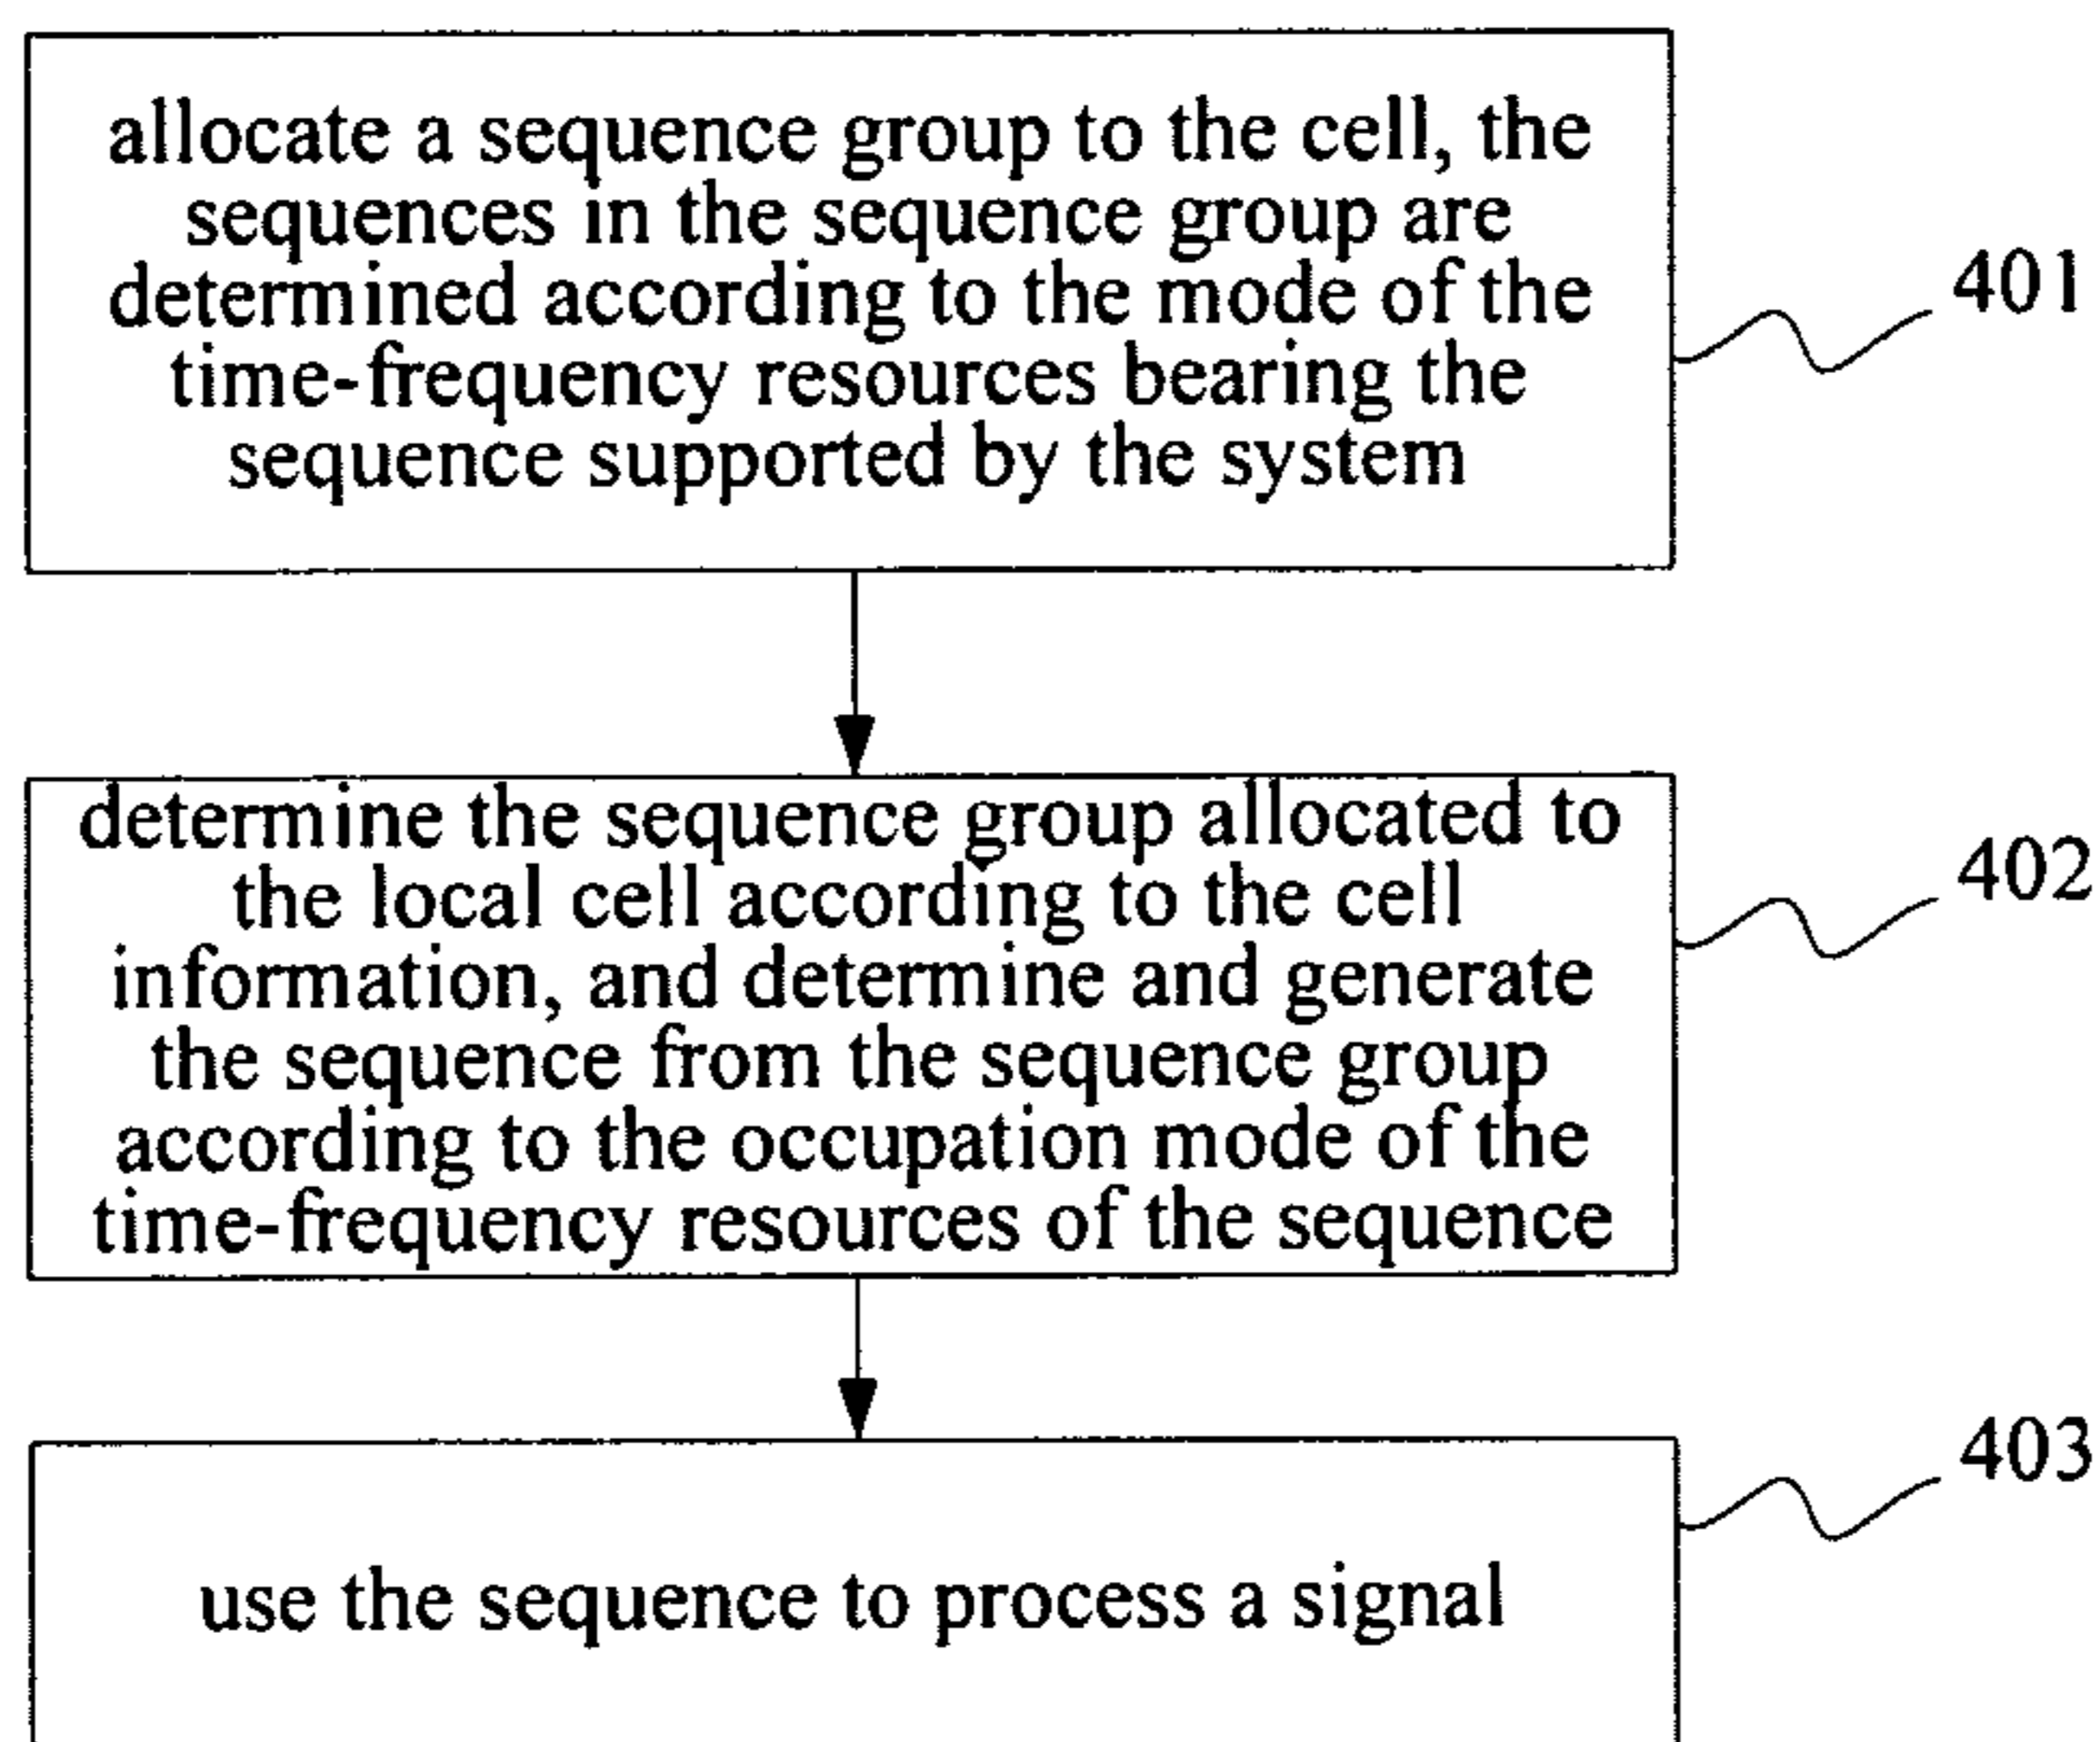 allocate a sequence group to the cell, the
sequences in the sequence group are
determined according to the mode of the
time-frequency resources bearing the
sequence supported by the system
401
determine the sequence group allocated to
the local cell according to the cell
information, and determine and generate
the sequence from the sequence group
according to the occupation mode of the
time-frequency resources of the sequence
402
use the sequence to process a signal
403